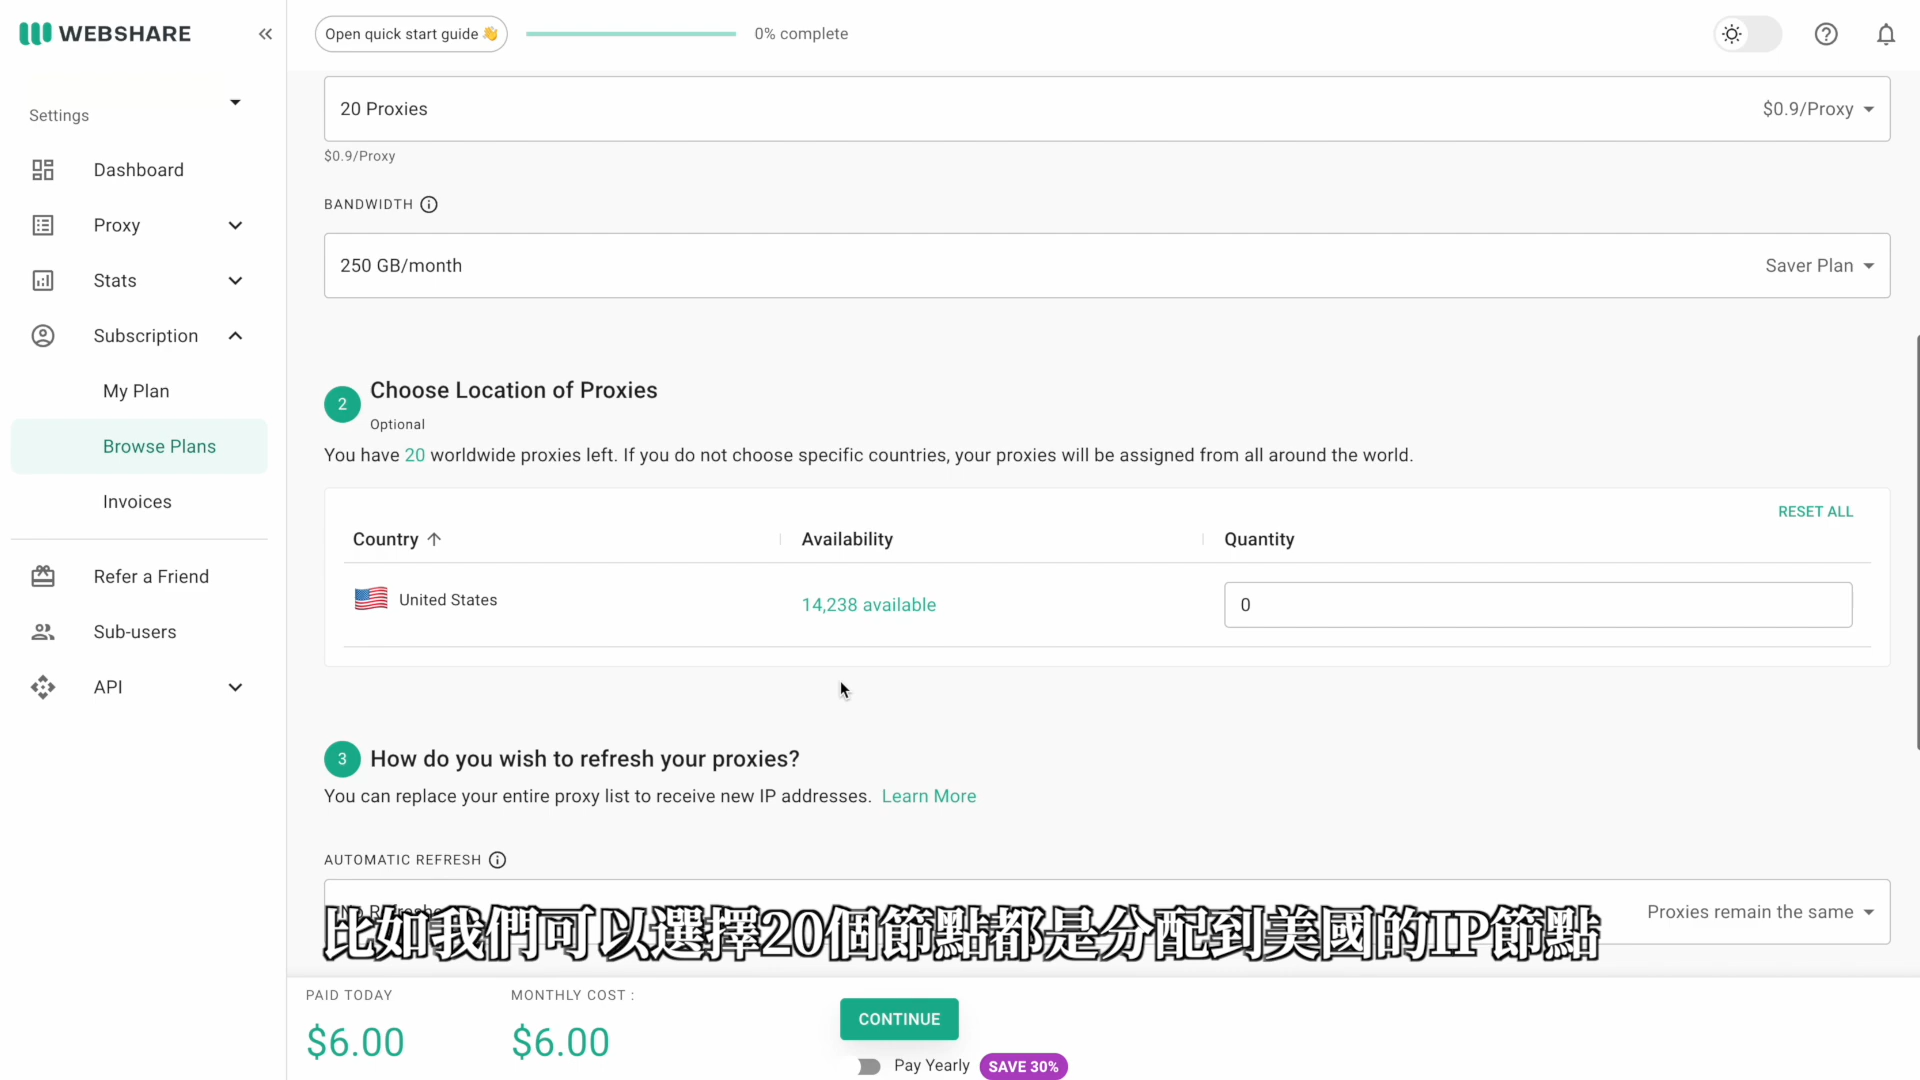 WEBSHARE
Open quick start guide 👋
0% complete
Settings
Dashboard
Proxy
Stats
Subscription
My Plan
Browse Plans
Invoices
Refer a Friend
Sub-users
API
20 Proxies
$0.9/Proxy
$0.9/Proxy
BANDWIDTH
250 GB/month
Saver Plan
2
Choose Location of Proxies
Optional
You have 20 worldwide proxies left. If you do not choose specific countries, your proxies will be assigned from all around the world.
RESET ALL
Country
Availability
Quantity
United States
14,238 available
0
3
How do you wish to refresh your proxies?
You can replace your entire proxy list to receive new IP addresses. Learn More
AUTOMATIC REFRESH
Proxies remain the same
比如我們可以選擇20個節點都是分配到美國的IP節點
PAID TODAY
$6.00
MONTHLY COST :
$6.00
CONTINUE
Pay Yearly
SAVE 30%